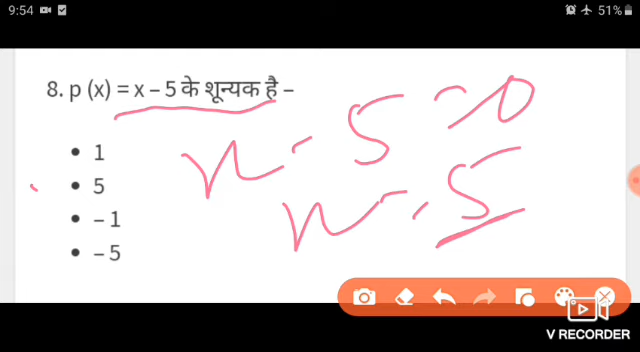 9:54 51%
8. p (x) = x – 5 के शून्यक है –
x - 5 = 0
• 1
x = 5
• 5
• – 1
• – 5
V RECORDER